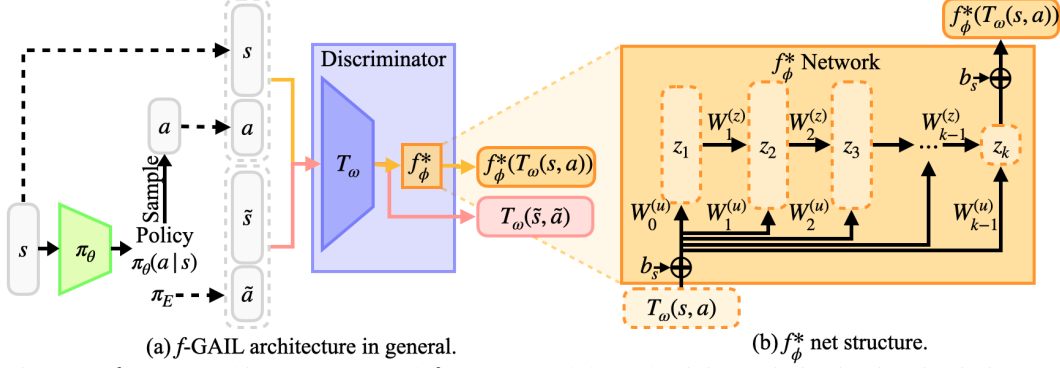 s
a
a
s̃
ã
s
π_θ
Sample
Policy
π_θ(a|s)
π_E
Discriminator
T_ω
f*_ϕ
f*_ϕ(T_ω(s, a))
T_ω(s̃, ã)
(a) f-GAIL architecture in general.
f*_ϕ(T_ω(s, a))
f*_ϕ Network
b_s
z_1
W_1^(z)
z_2
W_2^(z)
z_3
...
W_{k−1}^(z)
z_k
W_0^(u)
W_1^(u)
W_2^(u)
W_{k−1}^(u)
b_s
T_ω(s, a)
(b) f*_ϕ net structure.